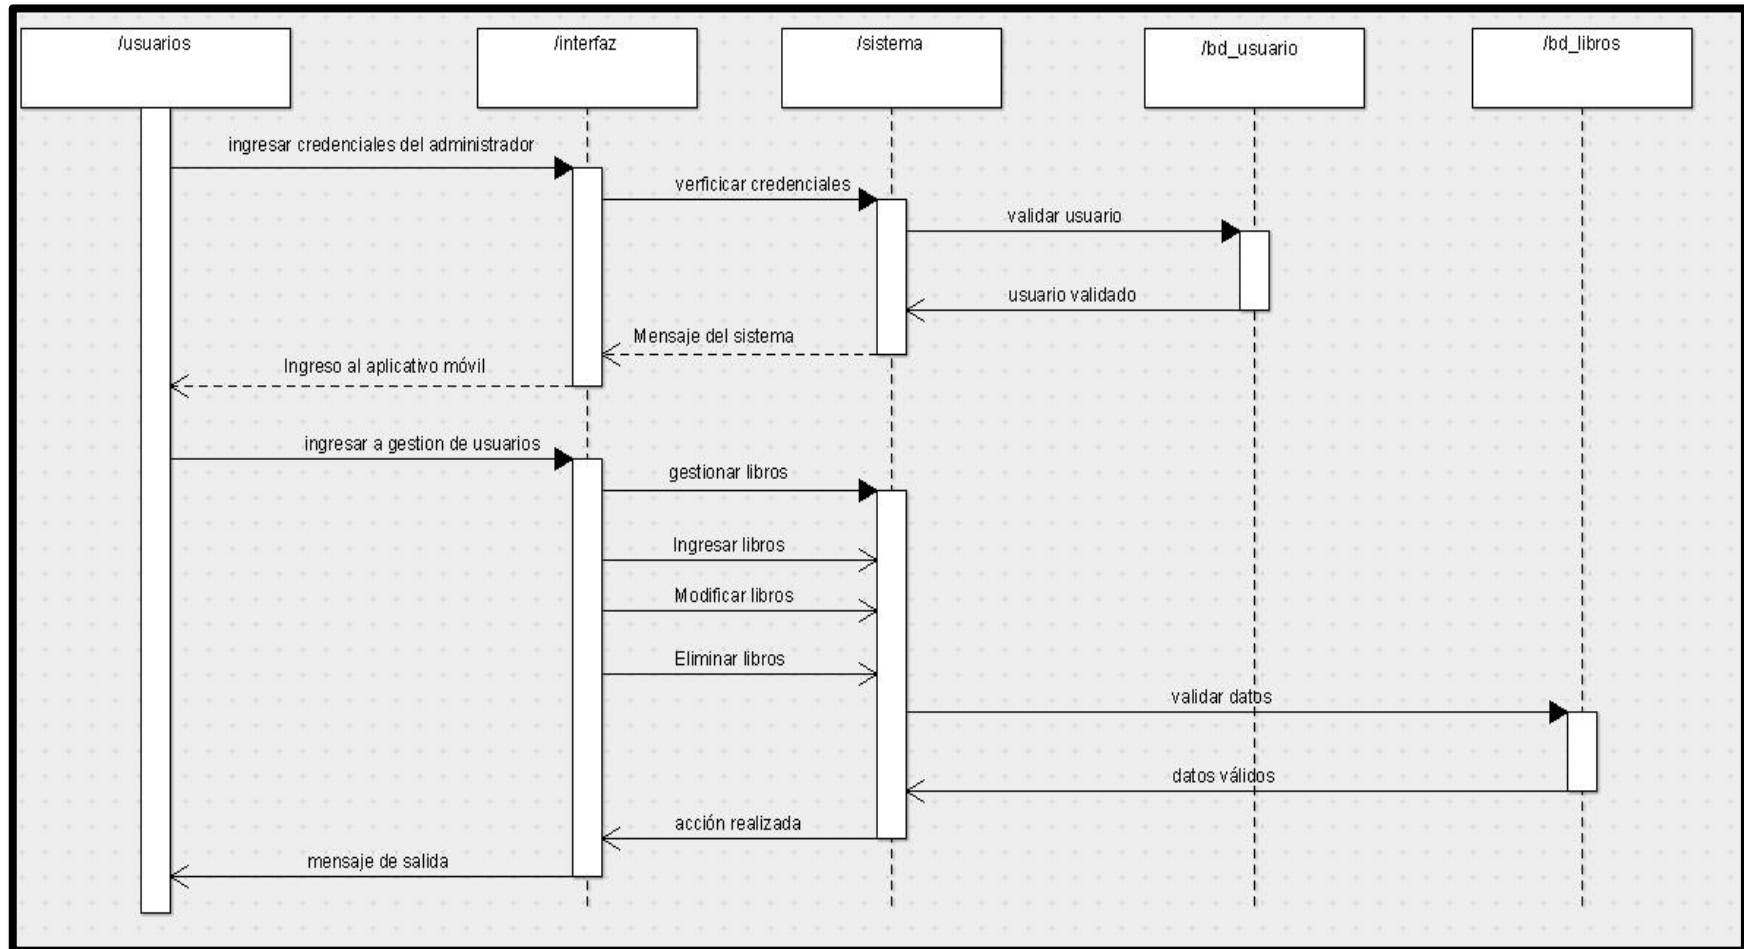 /usuarios
/interfaz
/sistema
/bd_usuario
/bd_libros
ingresar credenciales del administrador
verficicar credenciales
validar usuario
usuario validado
Mensaje del sistema
Ingreso al aplicativo móvil
ingresar a gestion de usuarios
gestionar libros
Ingresar libros
Modificar libros
Eliminar libros
validar datos
datos válidos
acción realizada
mensaje de salida